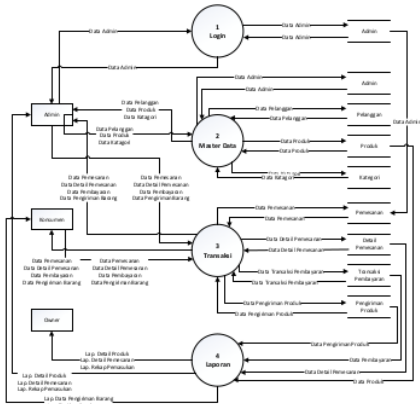 1
Login
Data Admin
Data Admin
Data Admin
Data Admin
Admin
Data Admin
Data Admin
Admin
Data Admin
Data Pelanggan
Data Produk
Data Katagori
Admin
Data Pelanggan
Data Produk
Data Katagori
2
Master Data
Data Pelanggan
Data Pelanggan
Pelanggan
Data Produk
Data Produk
Produk
Data Katagori
Kategori
Data Pemesanan
Data Detail Pemesanan
Data Pembayaran
Data Pengiriman Barang
Data Pemesanan
Data Detail Pemesanan
Data Pembayaran
Data Pengiriman Barang
Konsumen
Data Pemesanan
Data Pemesanan
Pemesanan
3
Transaksi
Data Detail Pemesanan
Data Detail Pemesanan
Detail
Pemesanan
Data Pemesanan
Data Detail Pemesanan
Data Pembayaran
Data Pengiriman Barang
Data Pemesanan
Data Detail Pemesanan
Data Pembayaran
Data Pengiriman Barang
Data Transaksi Pembayaran
Data Transaksi Pembayaran
Transaksi
Pembayaran
Data Pengiriman Produk
Data Pengiriman Produk
Pengiriman
Produk
Owner
4
Laporan
Data Pengiriman Produk
Data Pembayaran
Data Detail Pemesanan
Data Produk
Lap. Detail Produk
Lap. Detail Pemesanan
Lap. Rekap Pemasukan
Lap. Detail Produk
Lap. Detail Pemesanan
Lap. Rekap Pemasukan
Lap. Data Pengiriman Barang